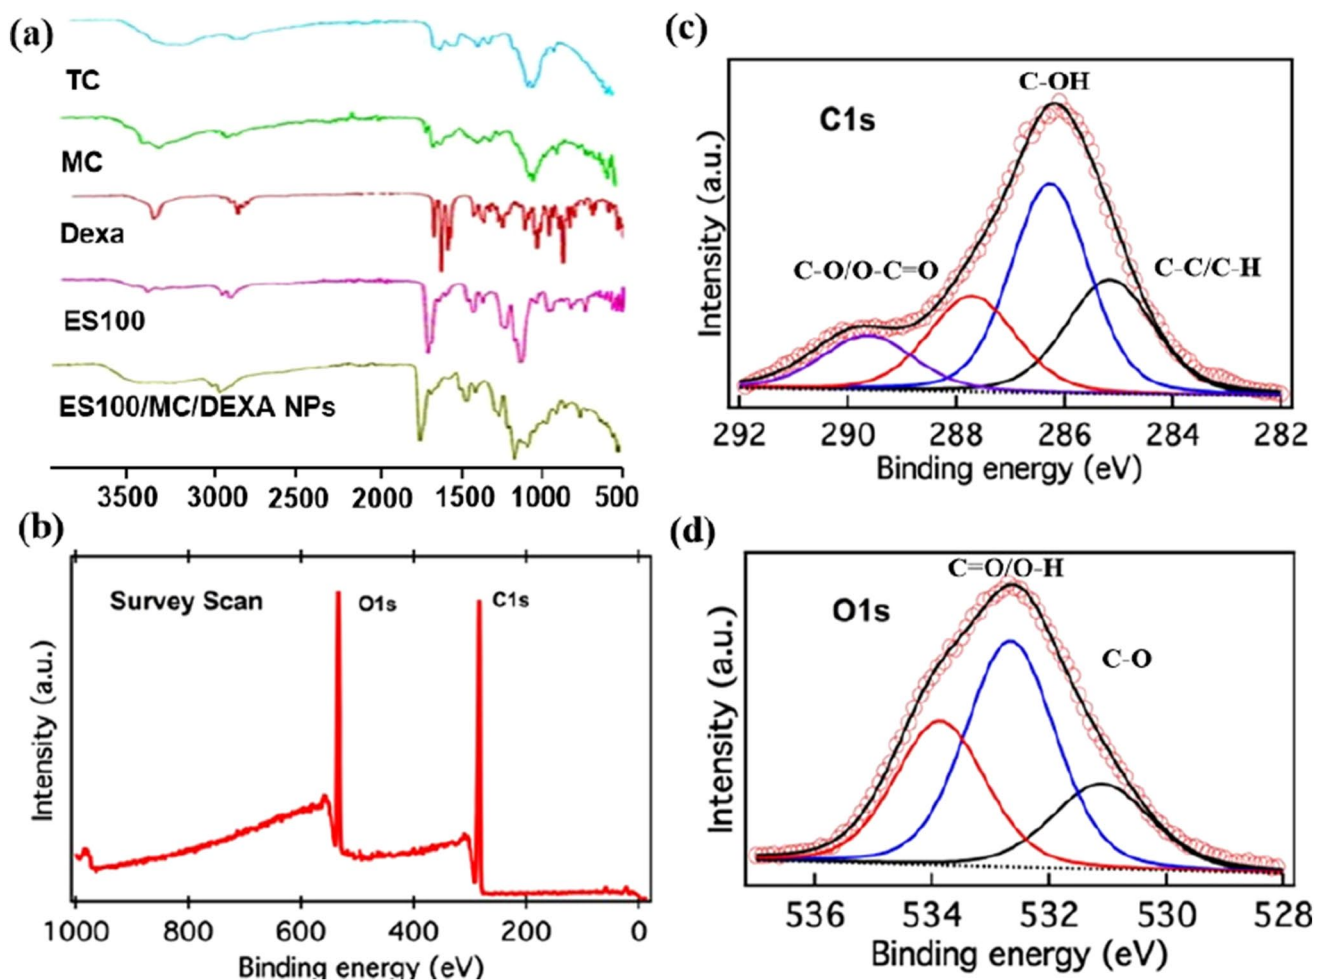 (a)
TC
MC
Dexa
ES100
ES100/MC/DEXA NPs
3500 3000 2500 2000 1500 1000 500
(b)
Survey Scan
O1s
C1s
Intensity (a.u.)
1000 800 600 400 200 0
Binding energy (eV)
(c)
C1s
C-OH
C-O/O-C=O
C-C/C-H
Intensity (a.u.)
292 290 288 286 284 282
Binding energy (eV)
(d)
O1s
C=O/O-H
C-O
Intensity (a.u.)
536 534 532 530 528
Binding energy (eV)